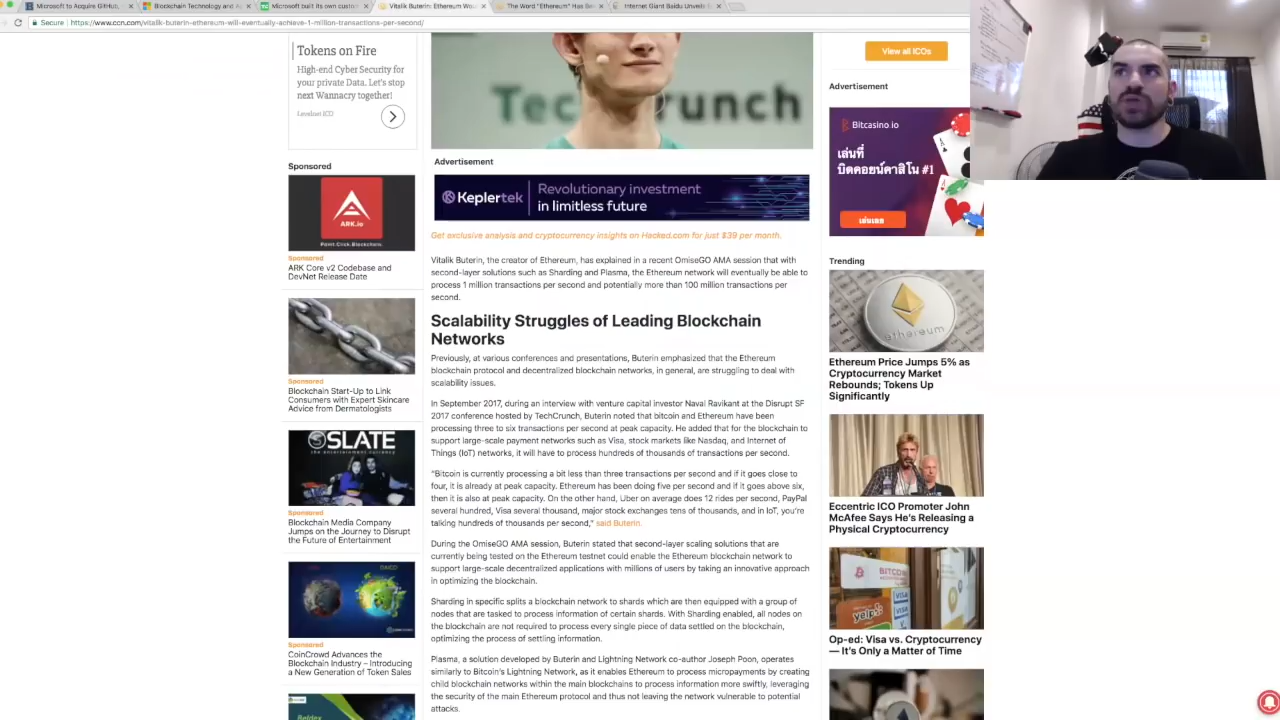 Microsoft to Acquire GitHub,
Blockchain Technology and Ap
Microsoft built its own custom
Vitalik Buterin: Ethereum Wou
The Word "Ether" Has Be
Internet Giant Baidu Unveils B
Secure
https://www.ccn.com/vitalik-buterin-ethereum-will-eventually-achieve-1-million-transactions-per-second/
Tokens on Fire
High-end Cyber Security for
your private Data. Let's stop
next Wannacry together!
Sponsored
ARK.io
Point.Click.Blockchain.
Sponsored
ARK Core v2 Codebase and
DevNet Release Date
Sponsored
Blockchain Start-Up to Link
Consumers with Expert Skincare
Advice from Dermatologists
SLATE
Sponsored
Blockchain Media Company
Jumps on the Journey to Disrupt
the Future of Entertainment
Sponsored
CoinCrowd Advances the
Blockchain Industry – Introducing
a New Generation of Token Sales
Advertisement
Keplertek
Revolutionary investment
in limitless future
Get exclusive analysis and cryptocurrency insights on Hacked.com for just $39 per month.
Vitalik Buterin, the creator of Ethereum, has explained in a recent OmiseGO AMA session that with
second-layer solutions such as Sharding and Plasma, the Ethereum network will eventually be able to
process 1 million transactions per second and potentially more than 100 million transactions per
second.
Scalability Struggles of Leading Blockchain
Networks
Previously, at various conferences and presentations, Buterin emphasized that the Ethereum
blockchain protocol and decentralized blockchain networks, in general, are struggling to deal with
scalability issues.
In September 2017, during an interview with venture capital investor Naval Ravikant at the Disrupt SF
2017 conference hosted by TechCrunch, Buterin noted that bitcoin and Ethereum have been
processing three to six transactions per second at peak capacity. He added that for the blockchain to
support large-scale payment networks such as Visa, stock markets like Nasdaq, and Internet of
Things (IoT) networks, it will have to process hundreds of thousands of transactions per second.
"Bitcoin is currently processing a bit less than three transactions per second and if it goes close to
four, it is already at peak capacity. Ethereum has been doing five per second and if it goes above six,
then it is also at peak capacity. On the other hand, Uber on average does 12 rides per second, PayPal
several hundred, Visa several thousand, major stock exchanges tens of thousands, and in IoT, you're
talking hundreds of thousands per second," said Buterin.
During the OmiseGO AMA session, Buterin stated that second-layer scaling solutions that are
currently being tested on the Ethereum testnet could enable the Ethereum blockchain network to
support large-scale decentralized applications with millions of users by taking an innovative approach
in optimizing the blockchain.
Sharding in specific splits a blockchain network to shards which are then equipped with a group of
nodes that are tasked to process information of certain shards. With Sharding enabled, all nodes on
the blockchain are not required to process every single piece of data settled on the blockchain,
optimizing the process of settling information.
Plasma, a solution developed by Buterin and Lightning Network co-author Joseph Poon, operates
similarly to Bitcoin's Lightning Network, as it enables Ethereum to process micropayments by creating
child blockchain networks within the main blockchains to process information more swiftly, leveraging
the security of the main Ethereum protocol and thus not leaving the network vulnerable to potential
attacks.
View all ICOs
Advertisement
Bitcasino.io
เล่นที่
บิตคอยน์คาสิโน #1
เล่นเลย
Trending
ethereum
Ethereum Price Jumps 5% as
Cryptocurrency Market
Rebounds; Tokens Up
Significantly
Eccentric ICO Promoter John
McAfee Says He's Releasing a
Physical Cryptocurrency
BITCO
VISA
yelp
Op-ed: Visa vs. Cryptocurrency
— It's Only a Matter of Time